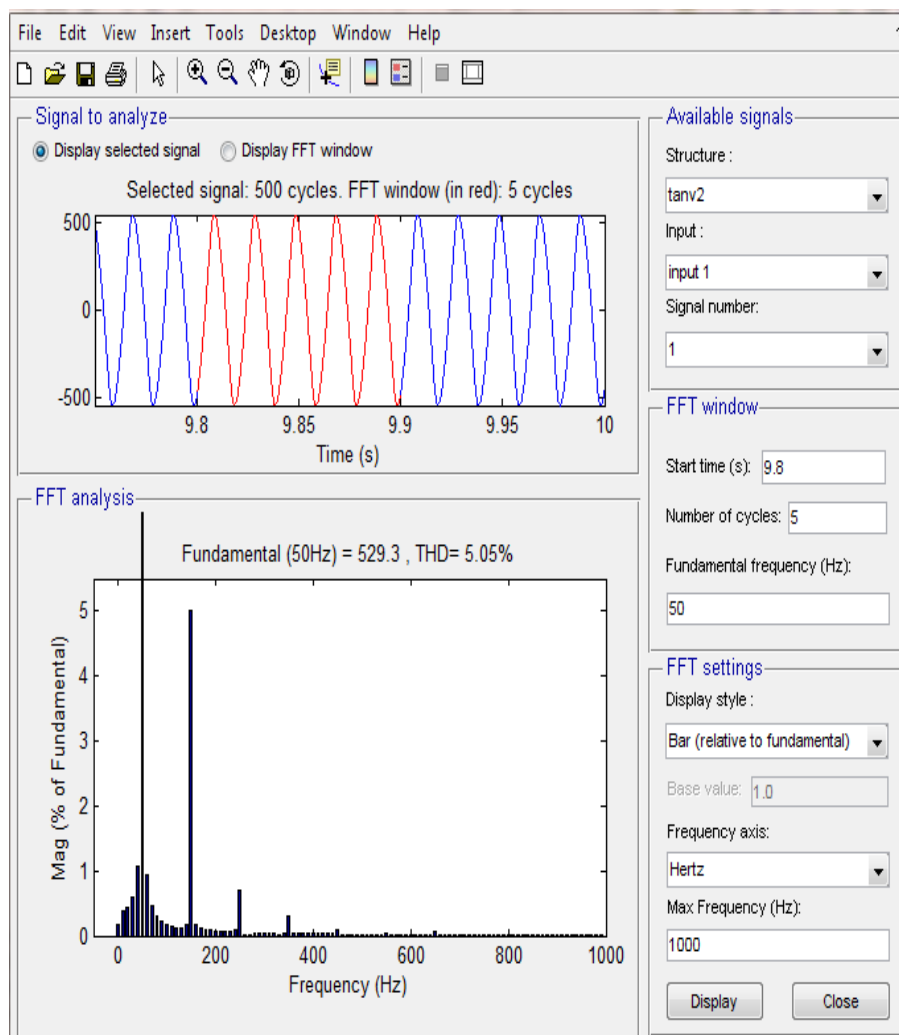 File Edit View Insert Tools Desktop Window Help
Signal to analyze
Display selected signal Display FFT window
Selected signal: 500 cycles. FFT window (in red): 5 cycles
500
0
-500
9.8 9.85 9.9 9.95 10
Time (s)
FFT analysis
Fundamental (50Hz) = 529.3 , THD= 5.05%
5
4
3
2
1
0
Mag (% of Fundamental)
0 200 400 600 800 1000
Frequency (Hz)
Available signals
Structure :
tanv2
Input :
input 1
Signal number:
1
FFT window
Start time (s): 9.8
Number of cycles: 5
Fundamental frequency (Hz):
50
FFT settings
Display style :
Bar (relative to fundamental)
Base value: 1.0
Frequency axis:
Hertz
Max Frequency (Hz):
1000
Display Close